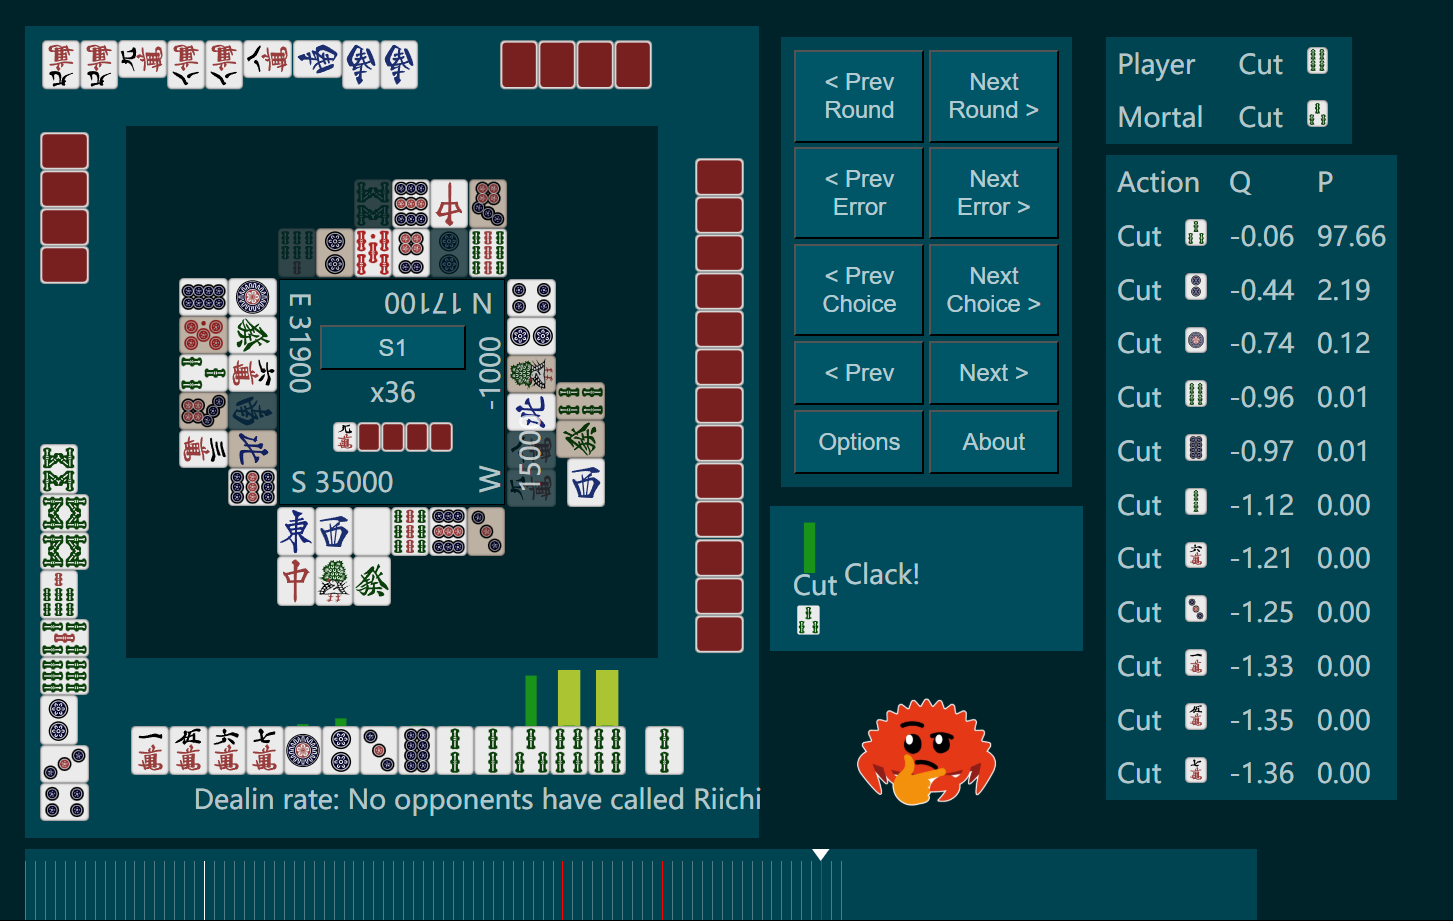 E 31900
N 17100
S1
x36
-1000
S 35000
W 1500
Dealin rate: No opponents have called Riichi
< Prev
Round
Next
Round >
< Prev
Error
Next
Error >
< Prev
Choice
Next
Choice >
< Prev
Next >
Options
About
Cut
Clack!
Player Cut
Mortal Cut
Action Q P
Cut -0.06 97.66
Cut -0.44 2.19
Cut -0.74 0.12
Cut -0.96 0.01
Cut -0.97 0.01
Cut -1.12 0.00
Cut -1.21 0.00
Cut -1.25 0.00
Cut -1.33 0.00
Cut -1.35 0.00
Cut -1.36 0.00